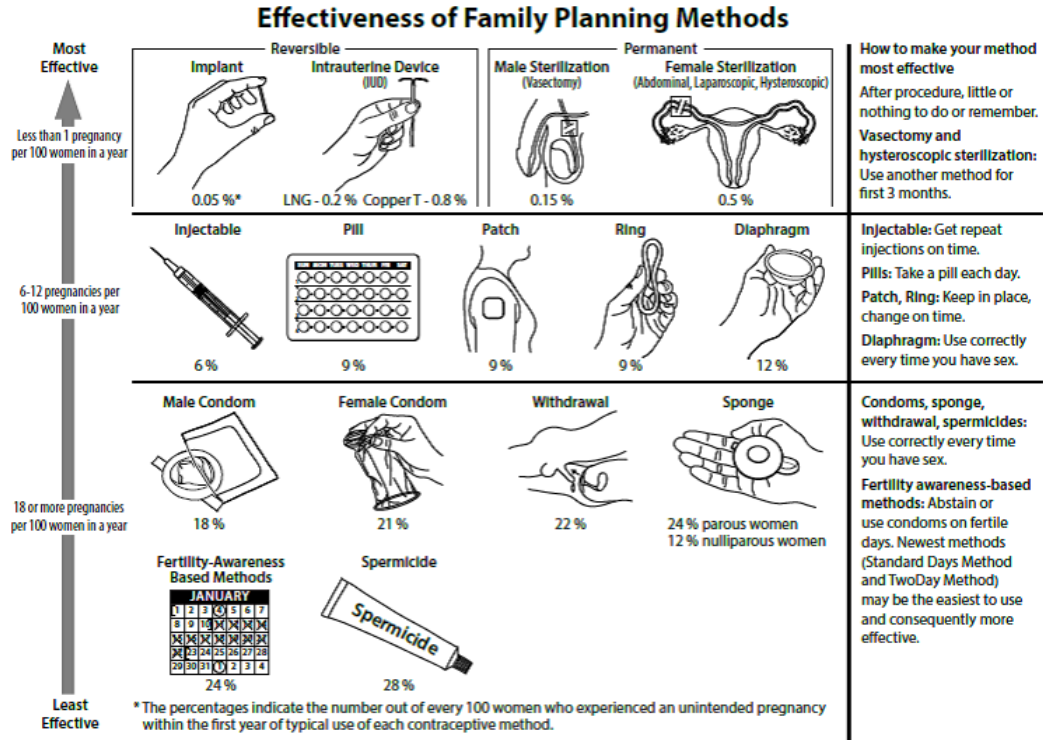 Effectiveness of Family Planning Methods
Most
Effective
Less than 1 pregnancy
per 100 women in a year
6-12 pregnancies per
100 women in a year
18 or more pregnancies
per 100 women in a year
Least
Effective
Reversible
Implant
0.05 %*
Intrauterine Device
(IUD)
LNG - 0.2 % Copper T - 0.8 %
Permanent
Male Sterilization
(Vasectomy)
0.15 %
Female Sterilization
(Abdominal, Laparoscopic, Hysteroscopic)
0.5 %
How to make your method
most effective
After procedure, little or
nothing to do or remember.
Vasectomy and
hysteroscopic sterilization:
Use another method for
first 3 months.
Injectable
6 %
Pill
9 %
Patch
9 %
Ring
9 %
Diaphragm
12 %
Injectable: Get repeat
injections on time.
Pills: Take a pill each day.
Patch, Ring: Keep in place,
change on time.
Diaphragm: Use correctly
every time you have sex.
Male Condom
18 %
Female Condom
21 %
Withdrawal
22 %
Sponge
24 % parous women
12 % nulliparous women
Fertility-Awareness
Based Methods
JANUARY
1 2 3 4 5 6 7
8 9 10 11 12 13 14
15 16 17 18 19 20 21
22 23 24 25 26 27 28
29 30 31 1 2 3 4
24 %
Spermicide
Spermicide
28 %
Condoms, sponge,
withdrawal, spermicides:
Use correctly every time
you have sex.
Fertility awareness-based
methods: Abstain or
use condoms on fertile
days. Newest methods
(Standard Days Method
and TwoDay Method)
may be the easiest to use
and consequently more
effective.
* The percentages indicate the number out of every 100 women who experienced an unintended pregnancy
within the first year of typical use of each contraceptive method.